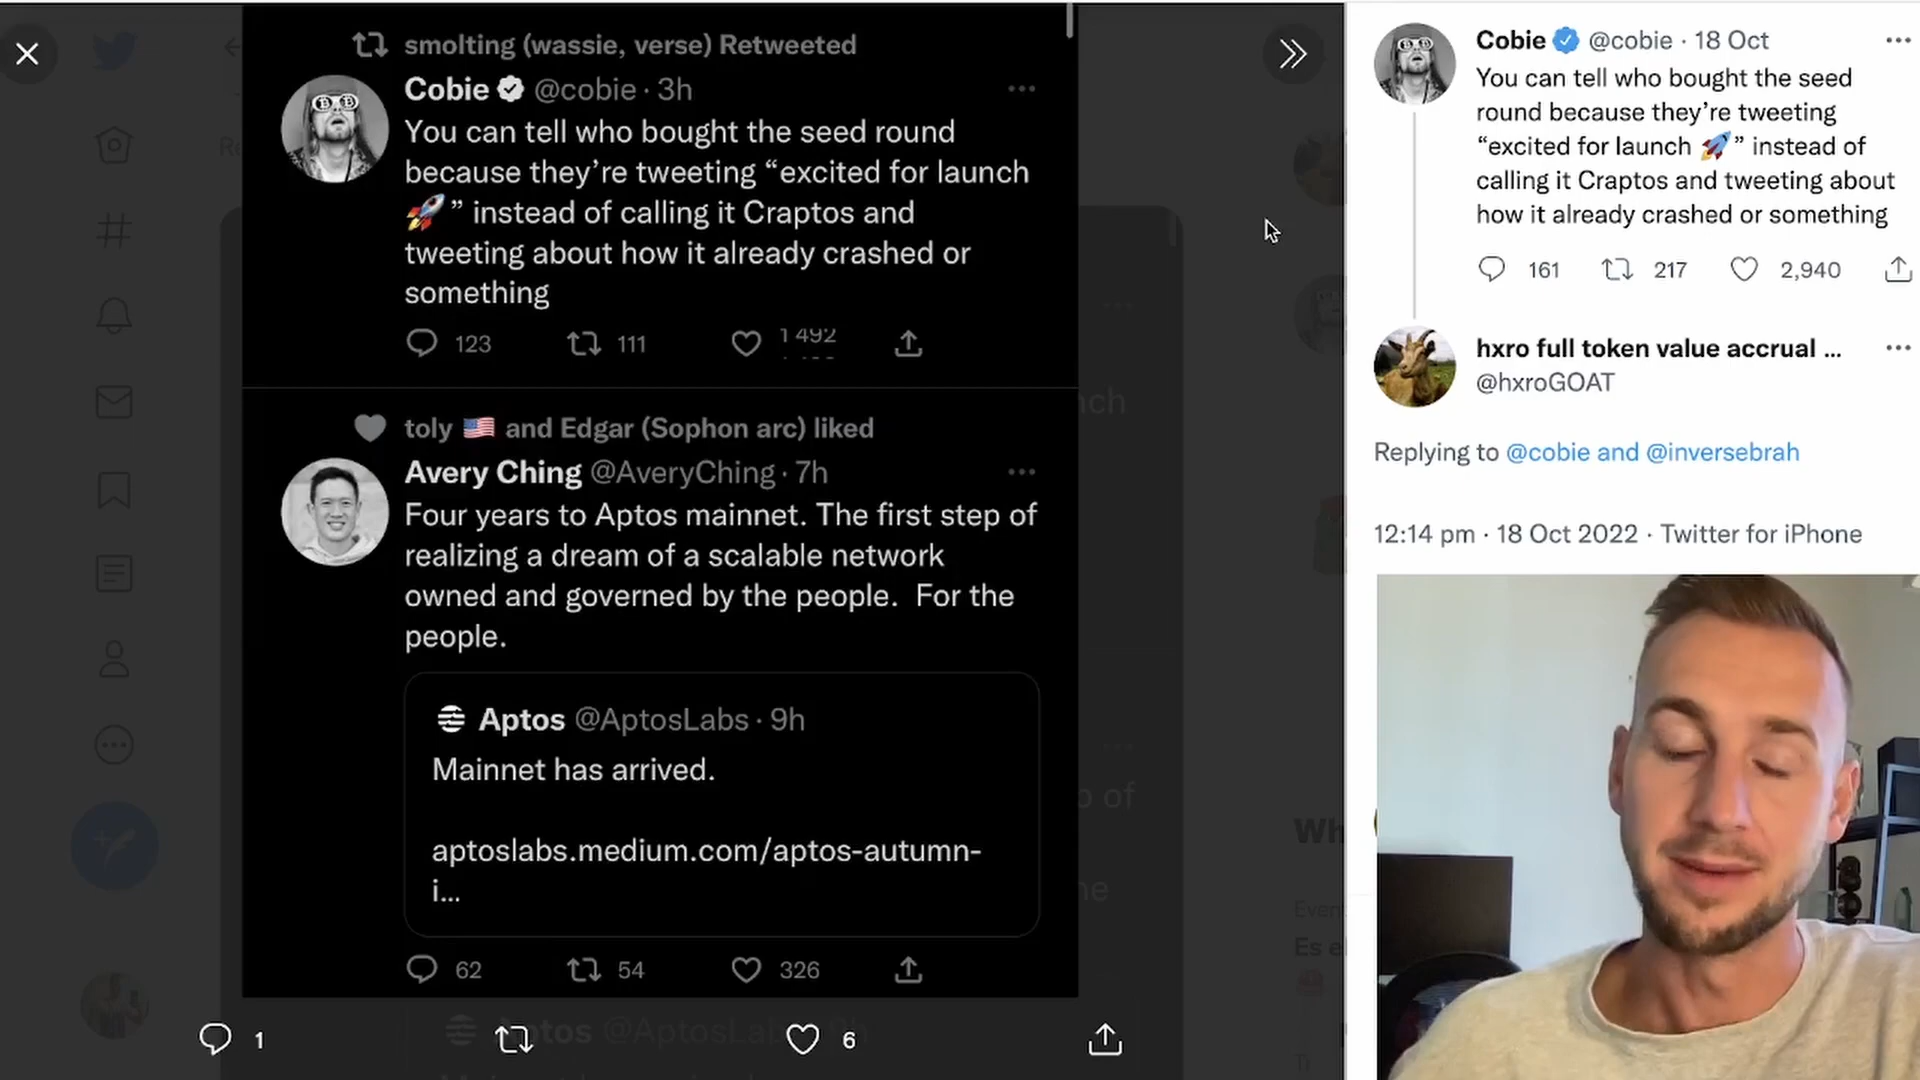 smolting (wassie, verse) Retweeted
Cobie @cobie · 3h
You can tell who bought the seed round
because they’re tweeting “excited for launch
🚀” instead of calling it Craptos and
tweeting about how it already crashed or
something
123 111 1 492
toly 🇺🇸 and Edgar (Sophon arc) liked
Avery Ching @AveryChing · 7h
Four years to Aptos mainnet. The first step of
realizing a dream of a scalable network
owned and governed by the people. For the
people.
Aptos @AptosLabs · 9h
Mainnet has arrived.
aptoslabs.medium.com/aptos-autumn-
i...
62 54 326
1 6
Cobie @cobie · 18 Oct
You can tell who bought the seed
round because they’re tweeting
“excited for launch 🚀” instead of
calling it Craptos and tweeting about
how it already crashed or something
161 217 2,940
hxro full token value accrual ...
@hxroGOAT
Replying to @cobie and @inversebrah
12:14 pm · 18 Oct 2022 · Twitter for iPhone